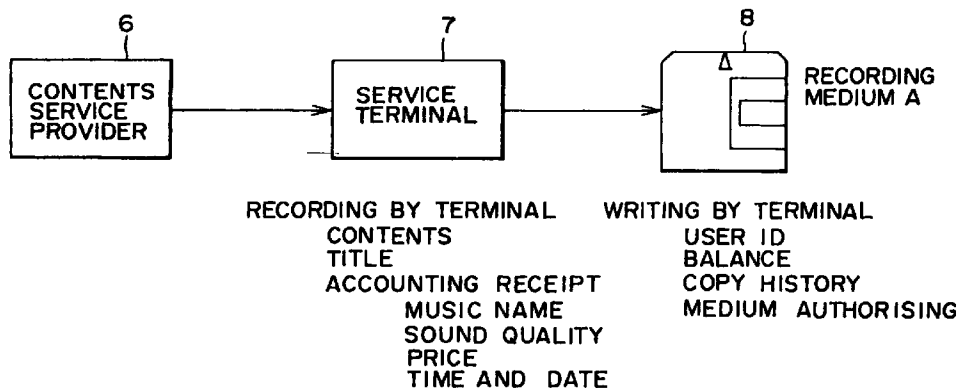 6
7
8
CONTENTS
SERVICE
PROVIDER
SERVICE
TERMINAL
RECORDING
MEDIUM A
RECORDING BY TERMINAL
CONTENTS
TITLE
ACCOUNTING RECEIPT
MUSIC NAME
SOUND QUALITY
PRICE
TIME AND DATE
WRITING BY TERMINAL
USER ID
BALANCE
COPY HISTORY
MEDIUM AUTHORISING